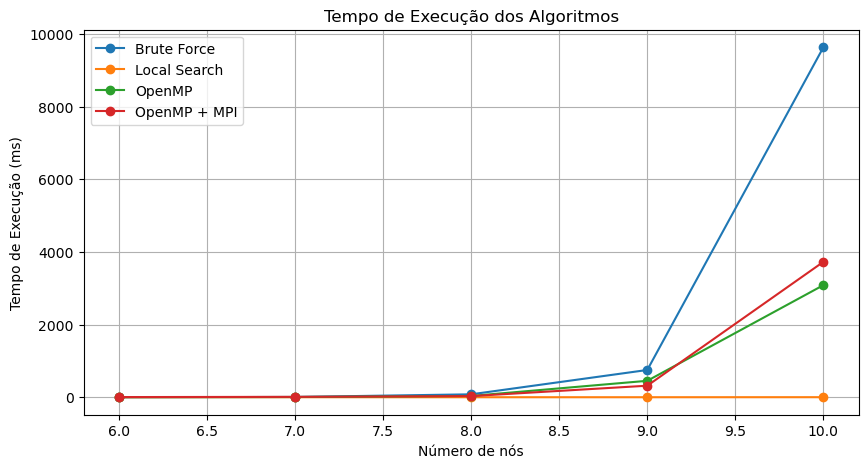 Tempo de Execução dos Algoritmos
10000
8000
6000
4000
2000
0
Tempo de Execução (ms)
Brute Force
Local Search
OpenMP
OpenMP + MPI
6.0 6.5 7.0 7.5 8.0 8.5 9.0 9.5 10.0
Número de nós